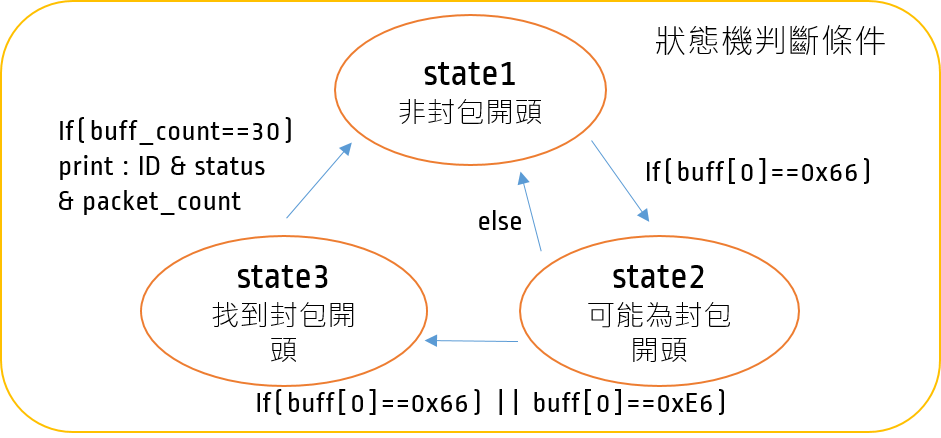 狀態機判斷條件
state1
非封包開頭
If(buff_count==30)
print : ID & status
& packet_count
If(buff[0]==0x66)
else
state3
找到封包開
頭
state2
可能為封包
開頭
If(buff[0]==0x66) || buff[0]==0xE6)